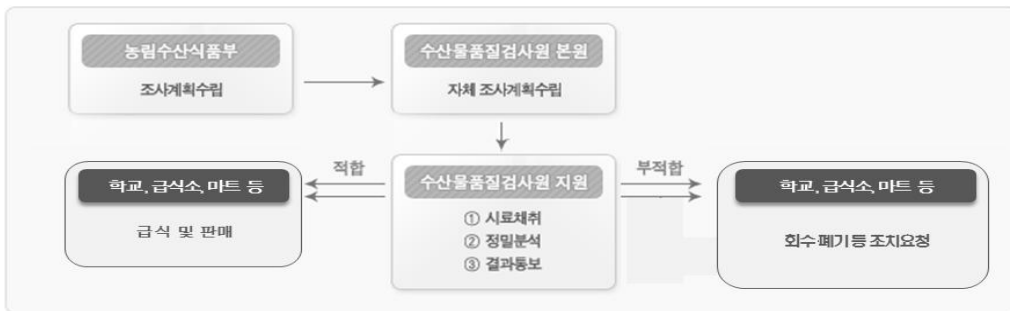 농림수산식품부
조사계획수립
수산물품질검사원 본원
자체 조사계획수립
학교, 급식소, 마트 등
급식 및 판매
적합
수산물품질검사원 지원
① 시료채취
② 정밀분석
③ 결과통보
부적합
학교, 급식소, 마트 등
회수폐기 등 조치요청